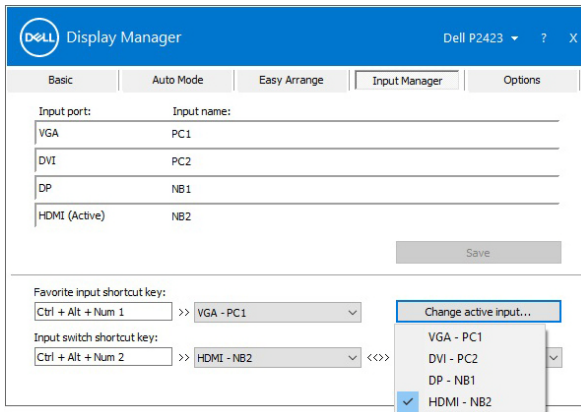 DELL Display Manager Dell P2423 ? X
Basic Auto Mode Easy Arrange Input Manager Options
Input port: Input name:
VGA PC1
DVI PC2
DP NB1
HDMI (Active) NB2
Save
Favorite input shortcut key:
Ctrl + Alt + Num 1 >> VGA - PC1 Change active input...
Input switch shortcut key:
Ctrl + Alt + Num 2 >> HDMI - NB2 <<>>
VGA - PC1
DVI - PC2
DP - NB1
HDMI - NB2